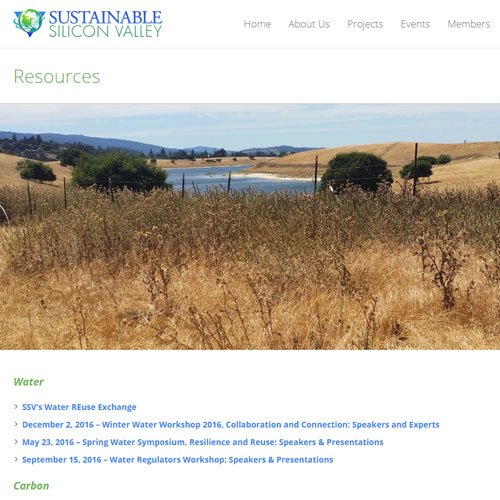 SUSTAINABLE
SILICON VALLEY
Home About Us Projects Events Members
Resources
Water
SSV's Water REuse Exchange
December 2, 2016 – Winter Water Workshop 2016, Collaboration and Connection: Speakers and Experts
May 23, 2016 – Spring Water Symposium, Resilience and Reuse: Speakers & Presentations
September 15, 2016 – Water Regulators Workshop: Speakers & Presentations
Carbon